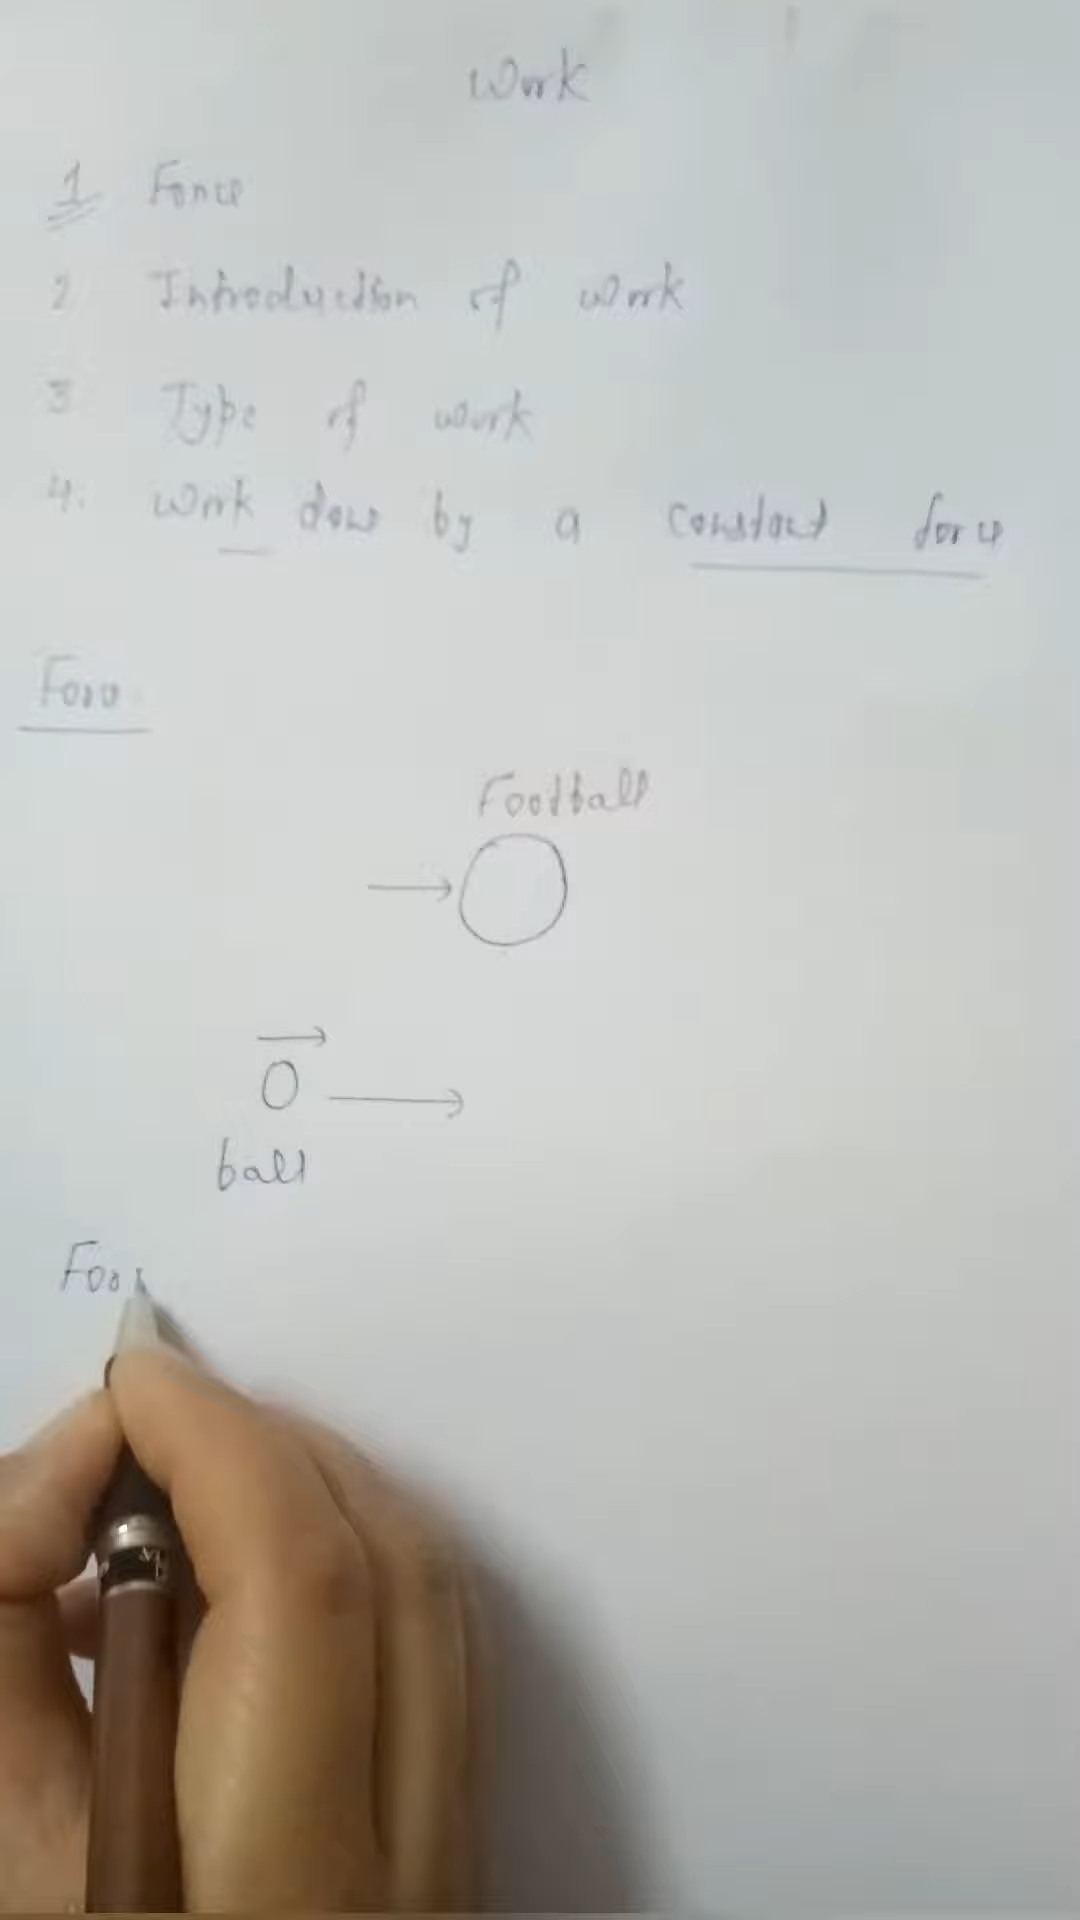 Work
1 Force
2 Introduction of work
3 Type of work
4. work done by a constant force
Force
Football
ball
For